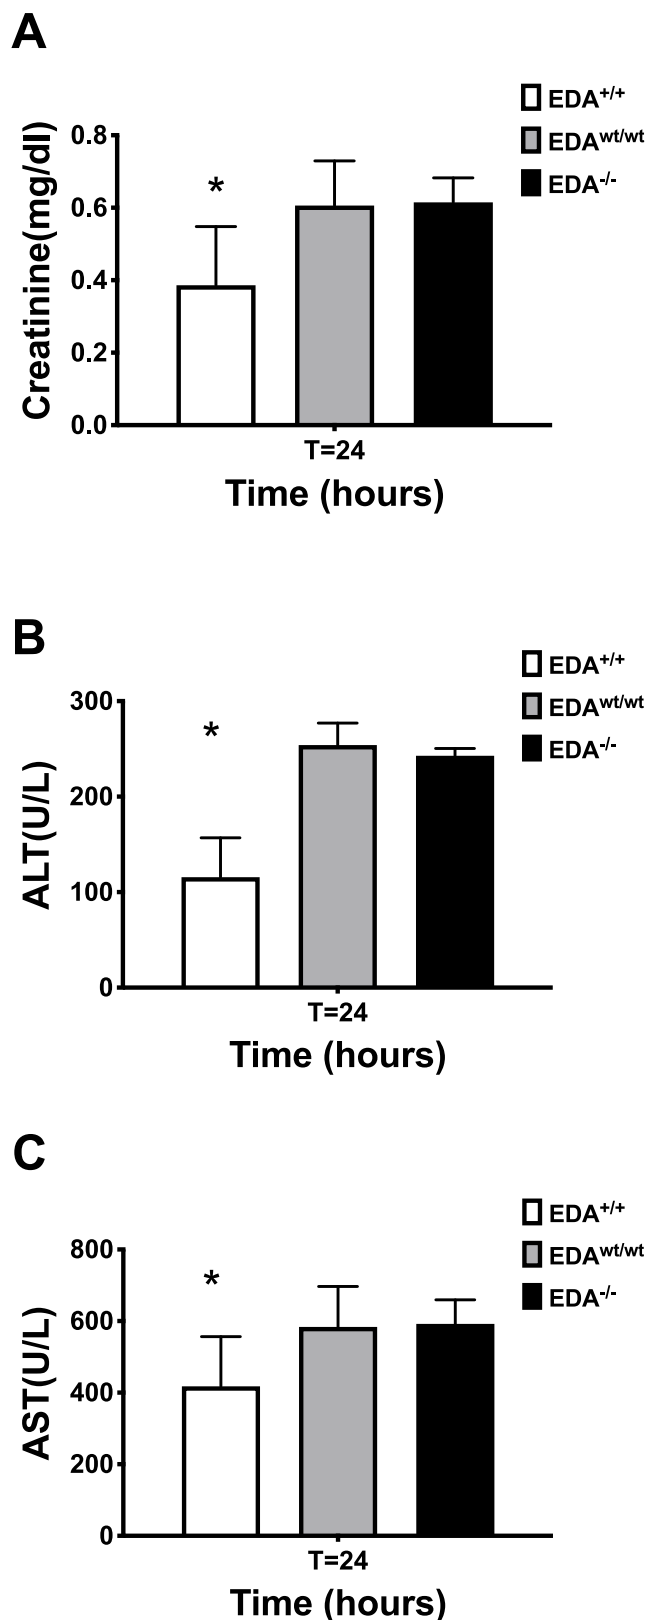 A
EDA+/+
EDAwt/wt
EDA-/-
Creatinine(mg/dl)
0.8
0.6
0.4
0.2
0.0
*
T=24
Time (hours)
B
EDA+/+
EDAwt/wt
EDA-/-
ALT(U/L)
300
200
100
0
*
T=24
Time (hours)
C
EDA+/+
EDAwt/wt
EDA-/-
AST(U/L)
800
600
400
200
0
*
T=24
Time (hours)